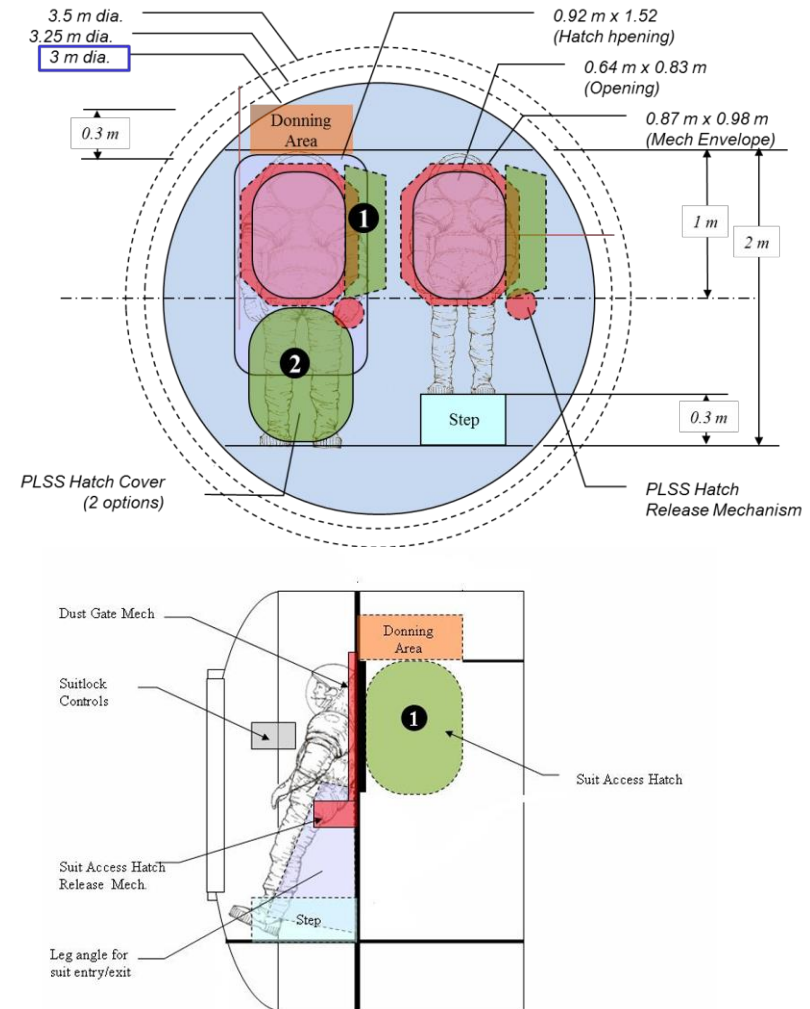 3.5 m dia.
3.25 m dia.
3 m dia.
0.92 m x 1.52
(Hatch hpening)
0.64 m x 0.83 m
(Opening)
0.87 m x 0.98 m
(Mech Envelope)
0.3 m
Donning
Area
1
1 m
2 m
2
Step
0.3 m
PLSS Hatch Cover
(2 options)
PLSS Hatch
Release Mechanism
Dust Gate Mech
Donning
Area
Suitlock
Controls
1
Suit Access Hatch
Suit Access Hatch
Release Mech.
Step
Leg angle for
suit entry/exit